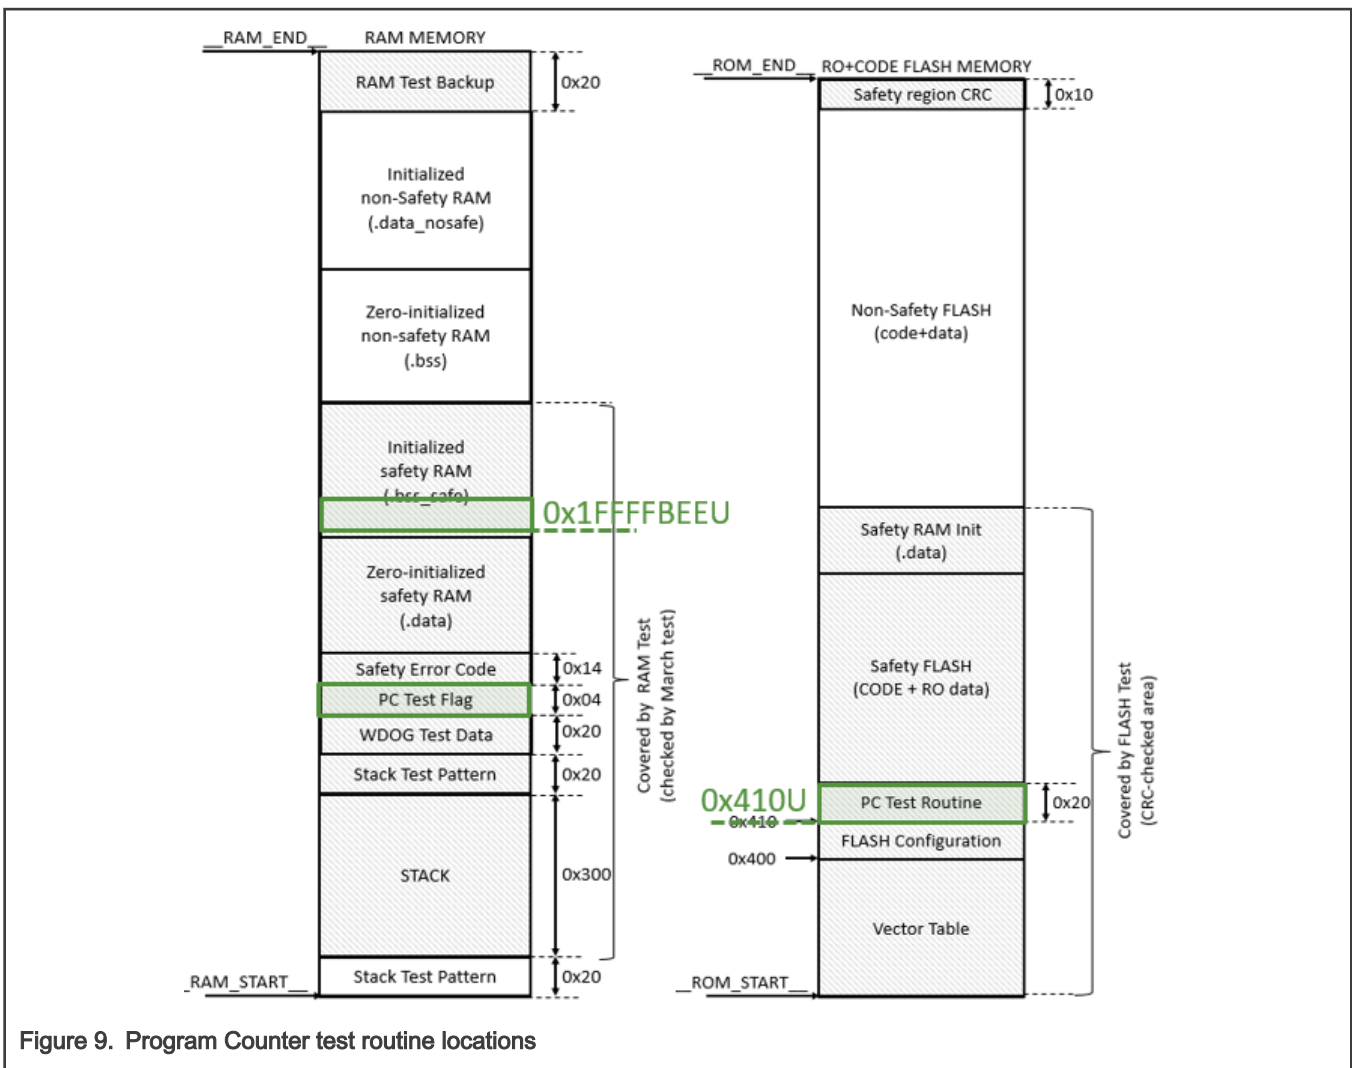 __RAM_END__
RAM MEMORY
RAM Test Backup
0x20
Initialized
non-Safety RAM
(.data_nosafe)
Zero-initialized
non-safety RAM
(.bss)
Initialized
safety RAM
(.bss_safe)
0x1FFFFBEEU
Zero-initialized
safety RAM
(.data)
Safety Error Code
0x14
PC Test Flag
0x04
WDOG Test Data
0x20
Stack Test Pattern
0x20
STACK
0x300
_RAM_START__
Stack Test Pattern
0x20
Covered by RAM Test
(checked by March test)
__ROM_END__
RO+CODE FLASH MEMORY
Safety region CRC
0x10
Non-Safety FLASH
(code+data)
Safety RAM Init
(.data)
Safety FLASH
(CODE + RO data)
0x410U
PC Test Routine
0x20
0x410
FLASH Configuration
0x400
Vector Table
__ROM_START__
Covered by FLASH Test
(CRC-checked area)
Figure 9. Program Counter test routine locations